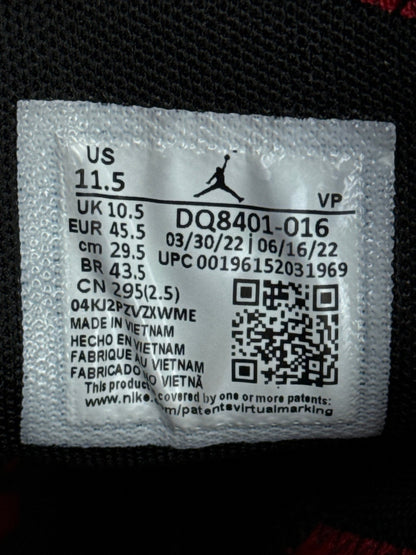 US
11.5
VP
UK 10.5
EUR 45.5
cm 29.5
BR 43.5
CN 295(2.5)
DQ8401-016
03/30/22 | 06/16/22
UPC 00196152031969
04KJ2PZVZXWME
MADE IN VIETNAM
HECHO EN VIETNAM
FABRIQUE AU VIETNAM
FABRICADO NO VIETNÃ
This product covered by one or more patents:
www.nike. com/patentsvirtualmarking